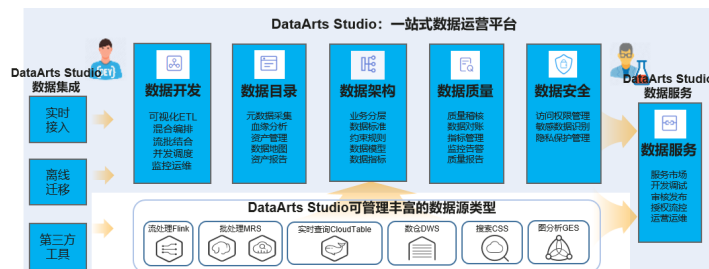 DataArts Studio：一站式数据运营平台
DataArts Studio
数据集成
实时
接入
离线
迁移
第三方
工具
数据开发
可视化ETL
混合编排
流批结合
并发调度
监控运维
数据目录
元数据采集
血缘分析
资产管理
数据地图
资产报告
数据架构
业务分层
数据标准
约束规则
数据模型
数据指标
数据质量
质量稽核
数据对账
指标管理
监控告警
质量报告
数据安全
访问权限管理
敏感数据识别
隐私保护管理
DataArts Studio
数据服务
数据服务
服务市场
开发调试
审核发布
授权流控
运营运维
DataArts Studio可管理丰富的数据源类型
流处理Flink
批处理MRS
实时查询CloudTable
数仓DWS
搜索CSS
图分析GES